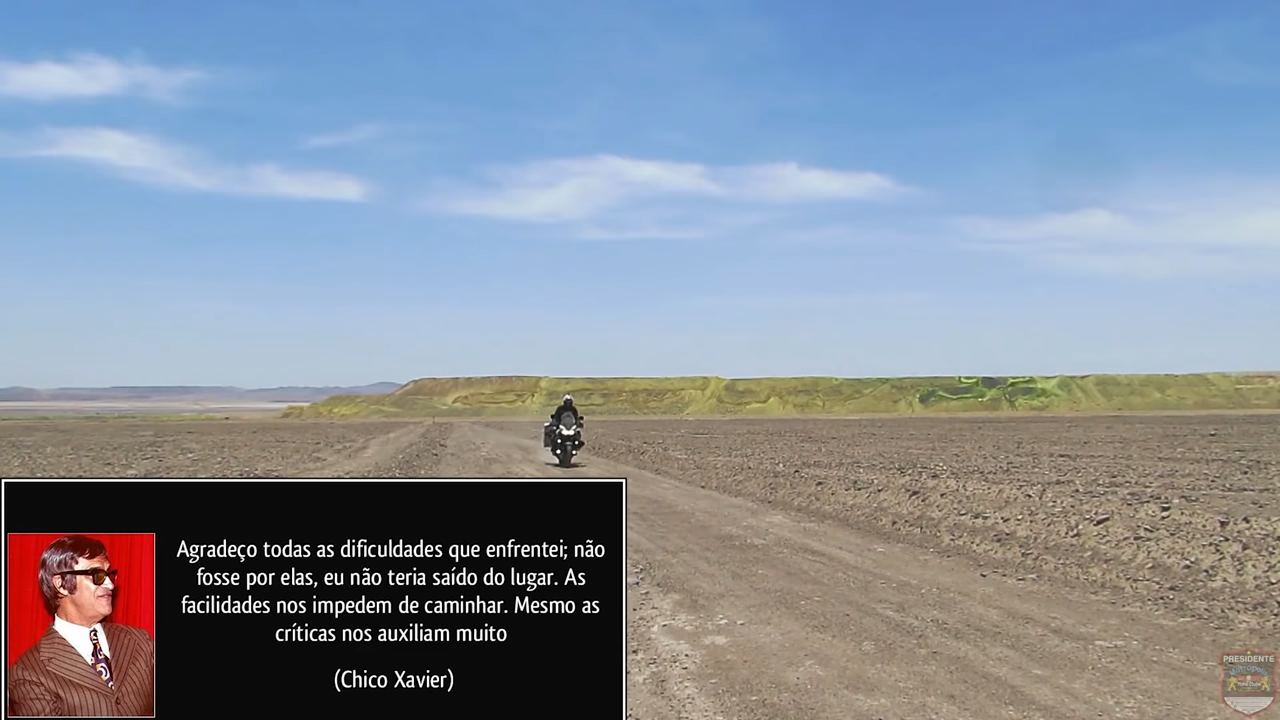 Agradeço todas as dificuldades que enfrentei; não
fosse por elas, eu não teria saído do lugar. As
facilidades nos impedem de caminhar. Mesmo as
críticas nos auxiliam muito
(Chico Xavier)
PRESIDENTE